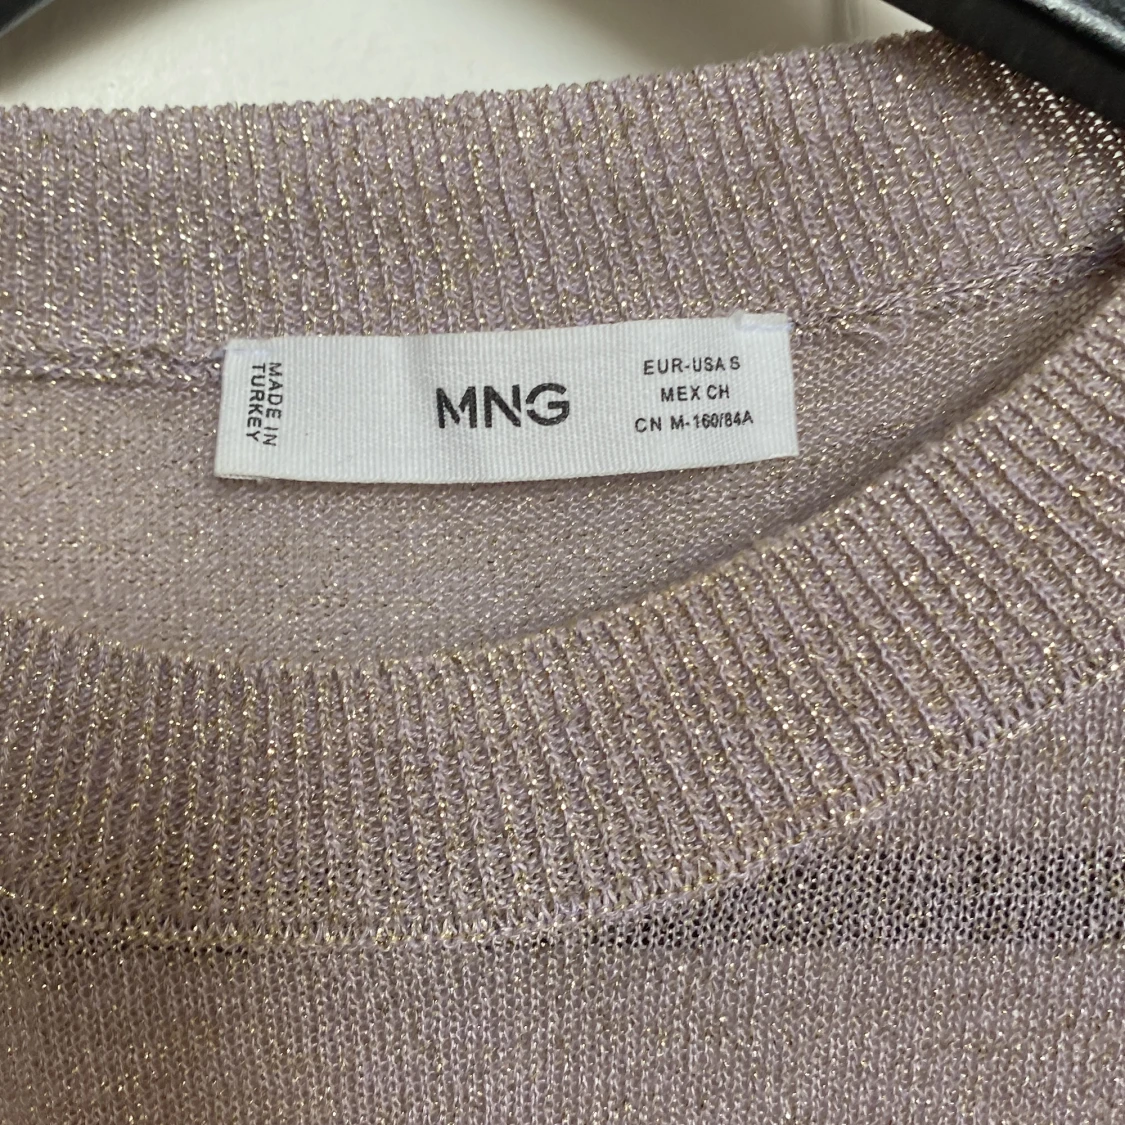 MADE IN
TURKEY
MNG
EUR-USA S
MEX CH
CN M-160/84A